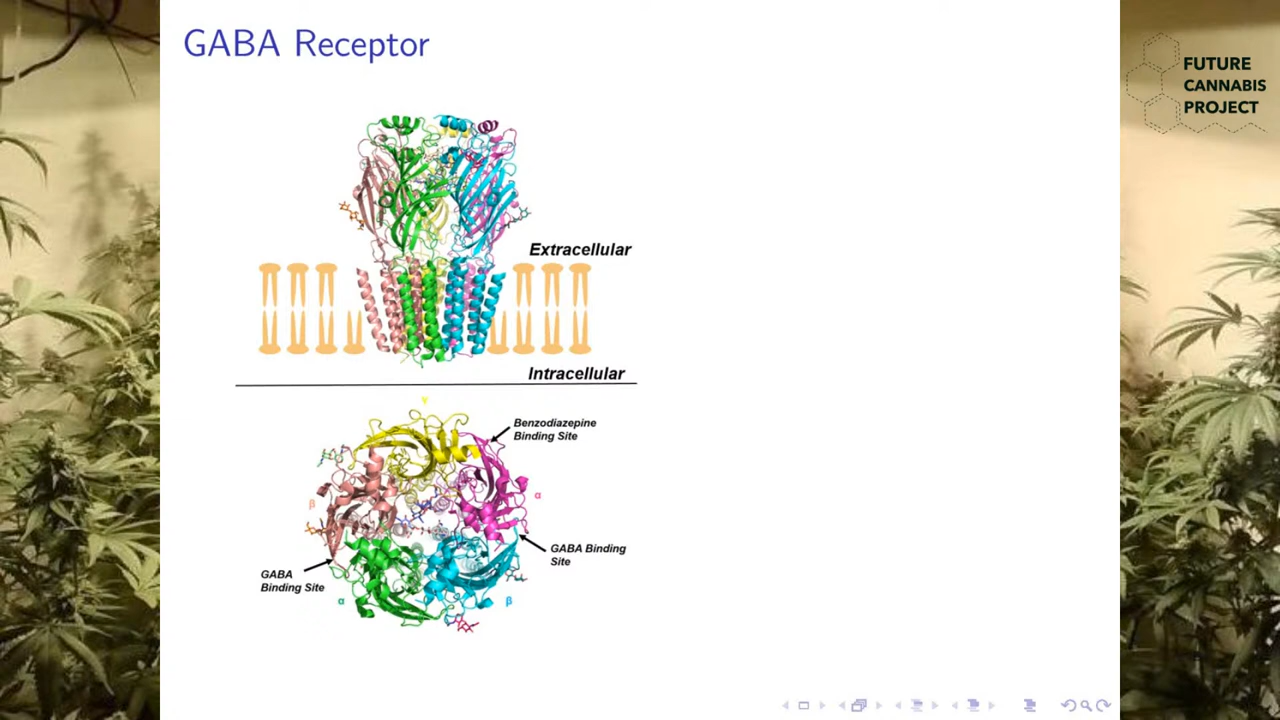 GABA Receptor
FUTURE
CANNABIS
PROJECT
Extracellular
Intracellular
γ
Benzodiazepine
Binding Site
β
α
GABA Binding
Site
GABA
Binding Site
α
β